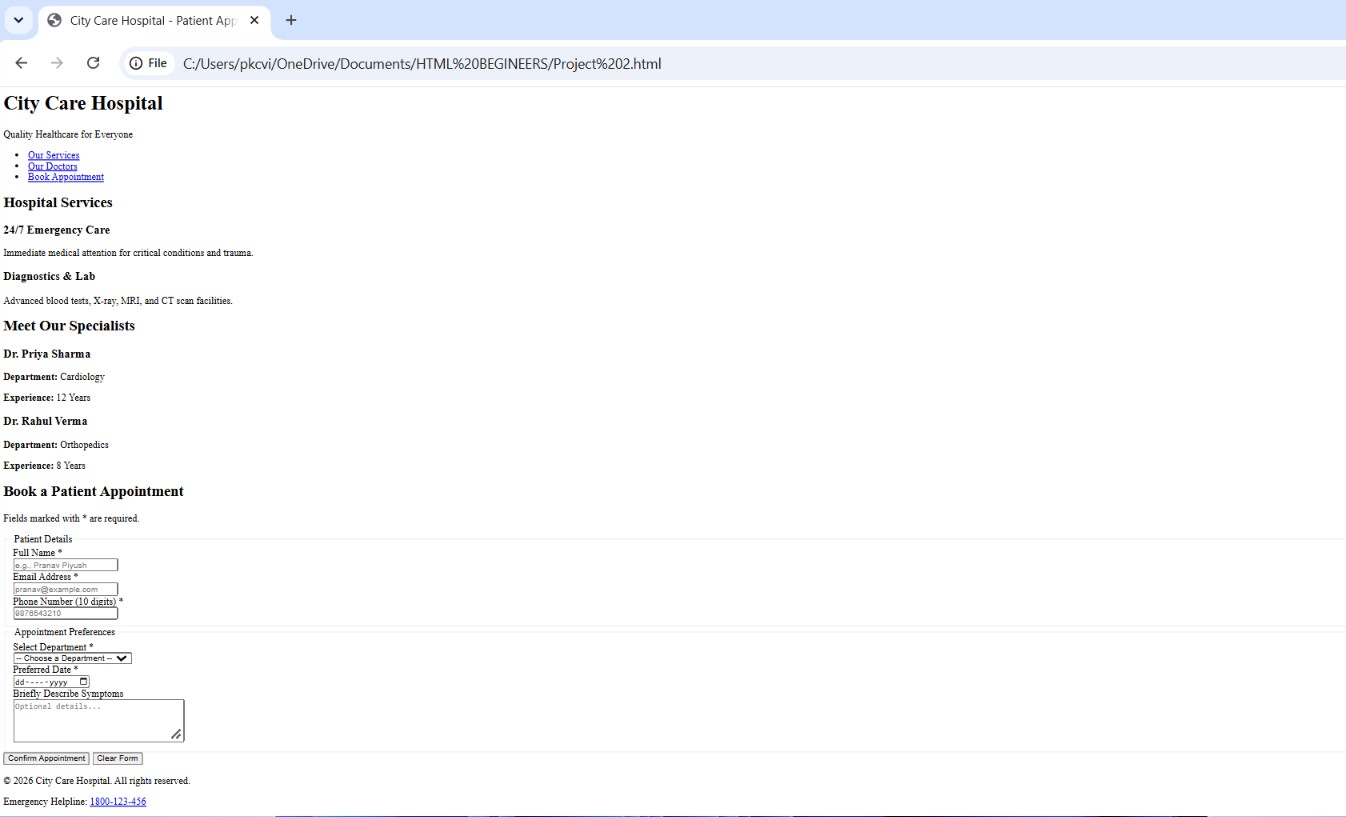 City Care Hospital - Patient App
File
C:/Users/pkcvi/OneDrive/Documents/HTML%20BEGINEERS/Project%202.html
City Care Hospital
Quality Healthcare for Everyone
Our Services
Our Doctors
Book Appointment
Hospital Services
24/7 Emergency Care
Immediate medical attention for critical conditions and trauma.
Diagnostics & Lab
Advanced blood tests, X-ray, MRI, and CT scan facilities.
Meet Our Specialists
Dr. Priya Sharma
Department: Cardiology
Experience: 12 Years
Dr. Rahul Verma
Department: Orthopedics
Experience: 8 Years
Book a Patient Appointment
Fields marked with * are required.
Patient Details
Full Name *
e.g., Pranav Piyush
Email Address *
pranav@example.com
Phone Number (10 digits) *
9876543210
Appointment Preferences
Select Department *
-- Choose a Department --
Preferred Date *
dd----yyyy
Briefly Describe Symptoms
Optional details...
Confirm Appointment Clear Form
© 2026 City Care Hospital. All rights reserved.
Emergency Helpline: 1800-123-456